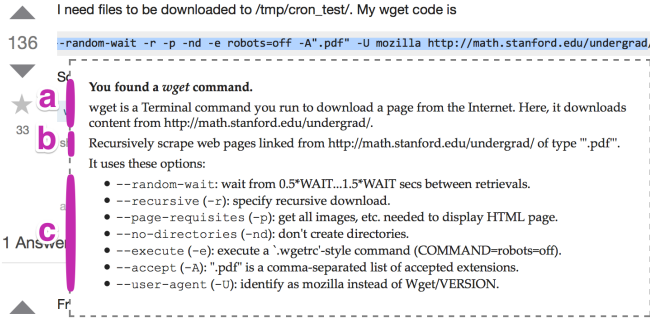 I need files to be downloaded to /tmp/cron_test/. My wget code is
136
--random-wait -r -p -nd -e robots=off -A".pdf" -U mozilla http://math.stanford.edu/undergrad/
a
You found a wget command.
wget is a Terminal command you run to download a page from the Internet. Here, it downloads
content from http://math.stanford.edu/undergrad/.
33
b
Recursively scrape web pages linked from http://math.stanford.edu/undergrad/ of type '".pdf"'.
It uses these options:
• --random-wait: wait from 0.5*WAIT...1.5*WAIT secs between retrievals.
• --recursive (-r): specify recursive download.
• --page-requisites (-p): get all images, etc. needed to display HTML page.
• --no-directories (-nd): don't create directories.
c
1 Answer
• --execute (-e): execute a `.wgetrc'-style command (COMMAND=robots=off).
• --accept (-A): ".pdf" is a comma-separated list of accepted extensions.
• --user-agent (-U): identify as mozilla instead of Wget/VERSION.
Fr